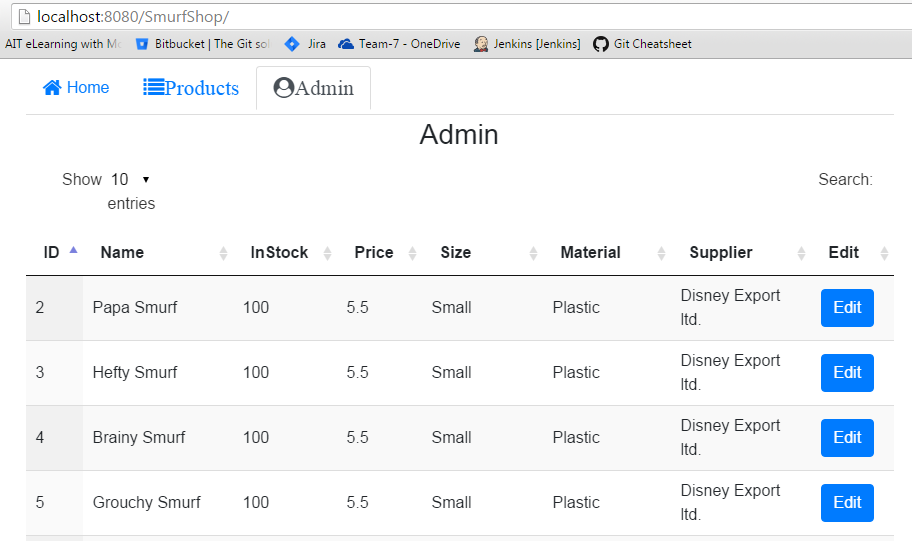 localhost:8080/SmurfShop/
AIT eLearning with Mo Bitbucket | The Git sol Jira Team-7 - OneDrive Jenkins [Jenkins] Git Cheatsheet
Home Products Admin
Admin
Show 10 entries Search:
ID Name InStock Price Size Material Supplier Edit
2 Papa Smurf 100 5.5 Small Plastic Disney Export ltd. Edit
3 Hefty Smurf 100 5.5 Small Plastic Disney Export ltd. Edit
4 Brainy Smurf 100 5.5 Small Plastic Disney Export ltd. Edit
5 Grouchy Smurf 100 5.5 Small Plastic Disney Export ltd. Edit